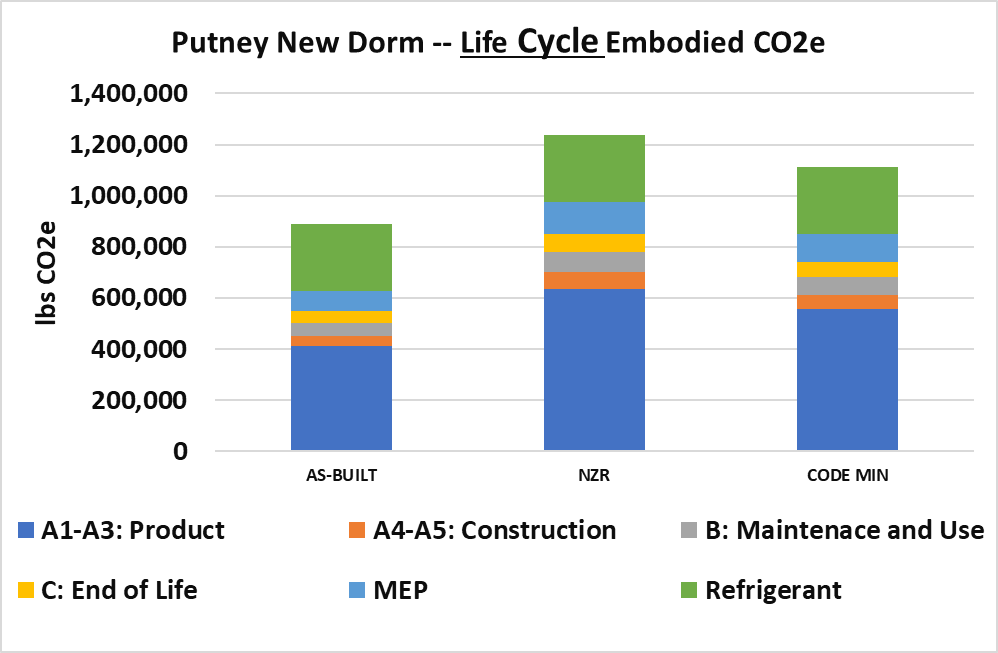 Putney New Dorm -- Life Cycle Embodied CO2e
1,400,000
1,200,000
1,000,000
800,000
600,000
400,000
200,000
0
lbs CO2e
AS-BUILT NZR CODE MIN
A1-A3: Product A4-A5: Construction B: Maintenace and Use
C: End of Life MEP Refrigerant